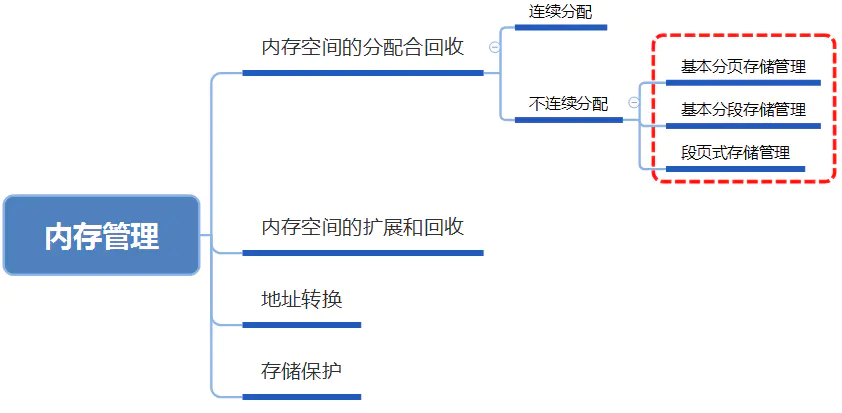 内存管理
内存空间的分配合回收
连续分配
不连续分配
基本分页存储管理
基本分段存储管理
段页式存储管理
内存空间的扩展和回收
地址转换
存储保护